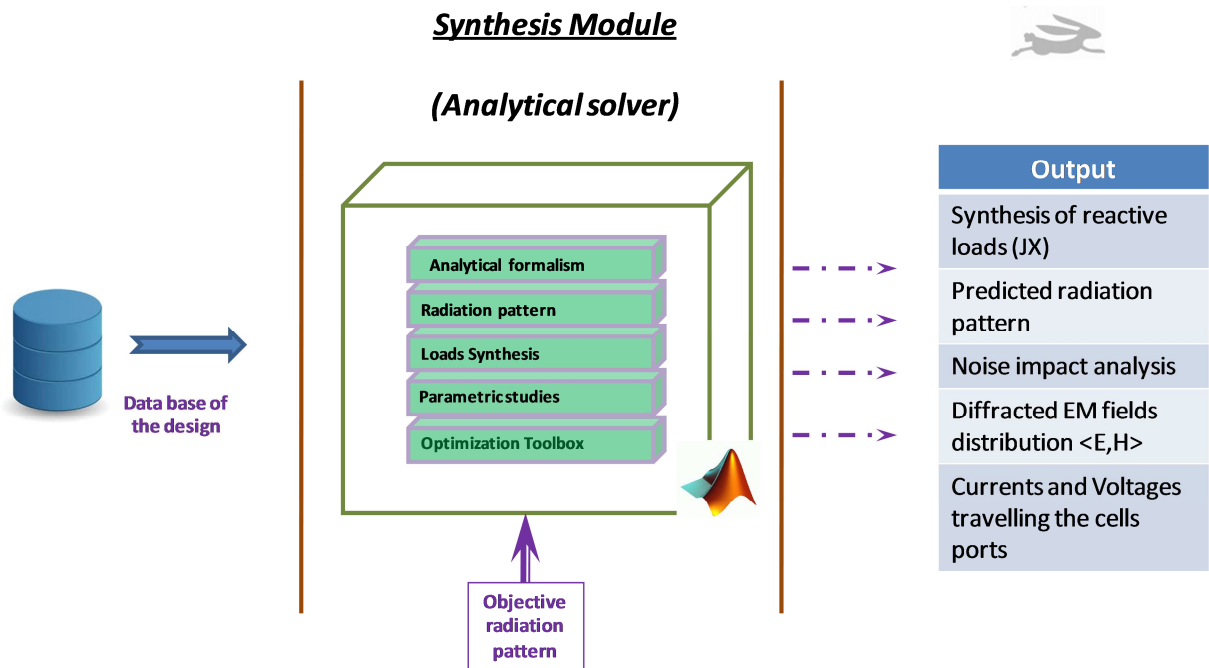 Synthesis Module
(Analytical solver)
Analytical formalism
Radiation pattern
Loads Synthesis
Parametric studies
Optimization Toolbox
Data base of
the design
Objective
radiation
pattern
Output
Synthesis of reactive
loads (JX)
Predicted radiation
pattern
Noise impact analysis
Diffracted EM fields
distribution <E,H>
Currents and Voltages
travelling the cells
ports